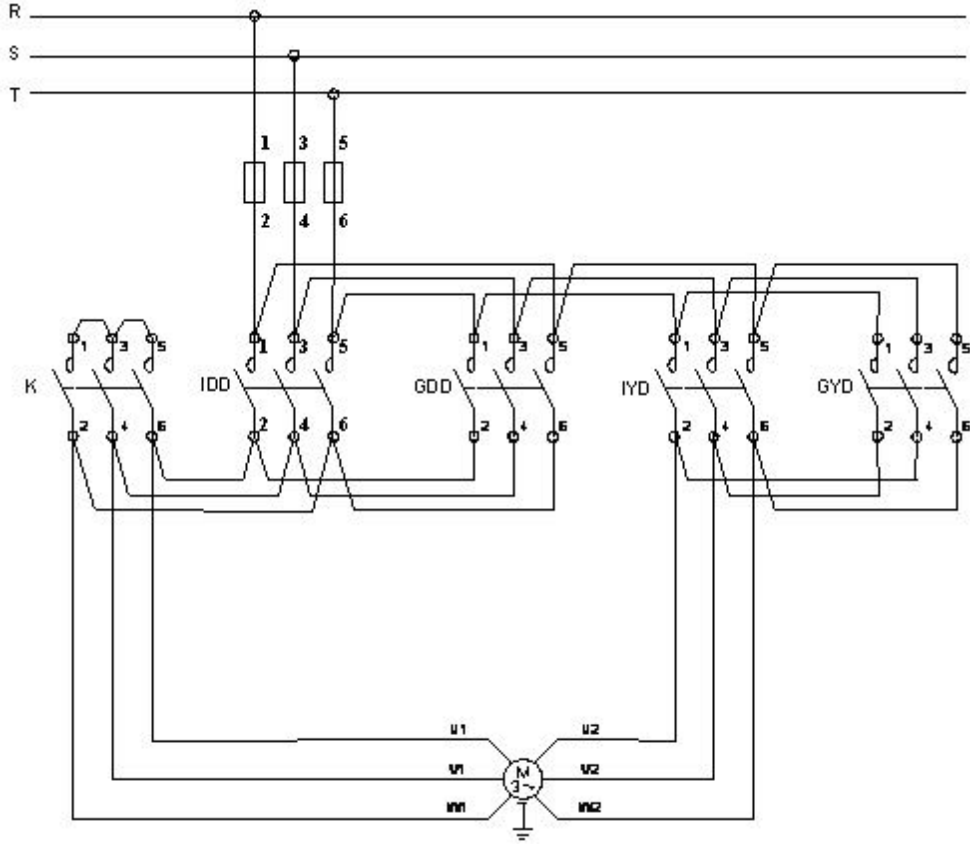 R
S
T
1 3 5
2 4 6
1 3 5 1 3 5 1 3 5 1 3 5 1 3 5
K IDD GDD IYD GYD
2 4 6 2 4 6 2 4 6 2 4 6 2 4 6
U1 U2
V1 M V2
3~
W1 W2